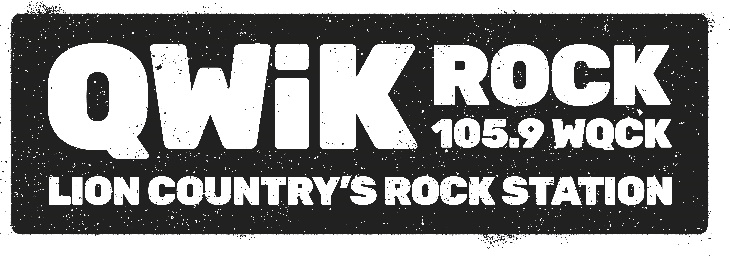 QWiK ROCK
105.9 WQCK
LION COUNTRY'S ROCK STATION